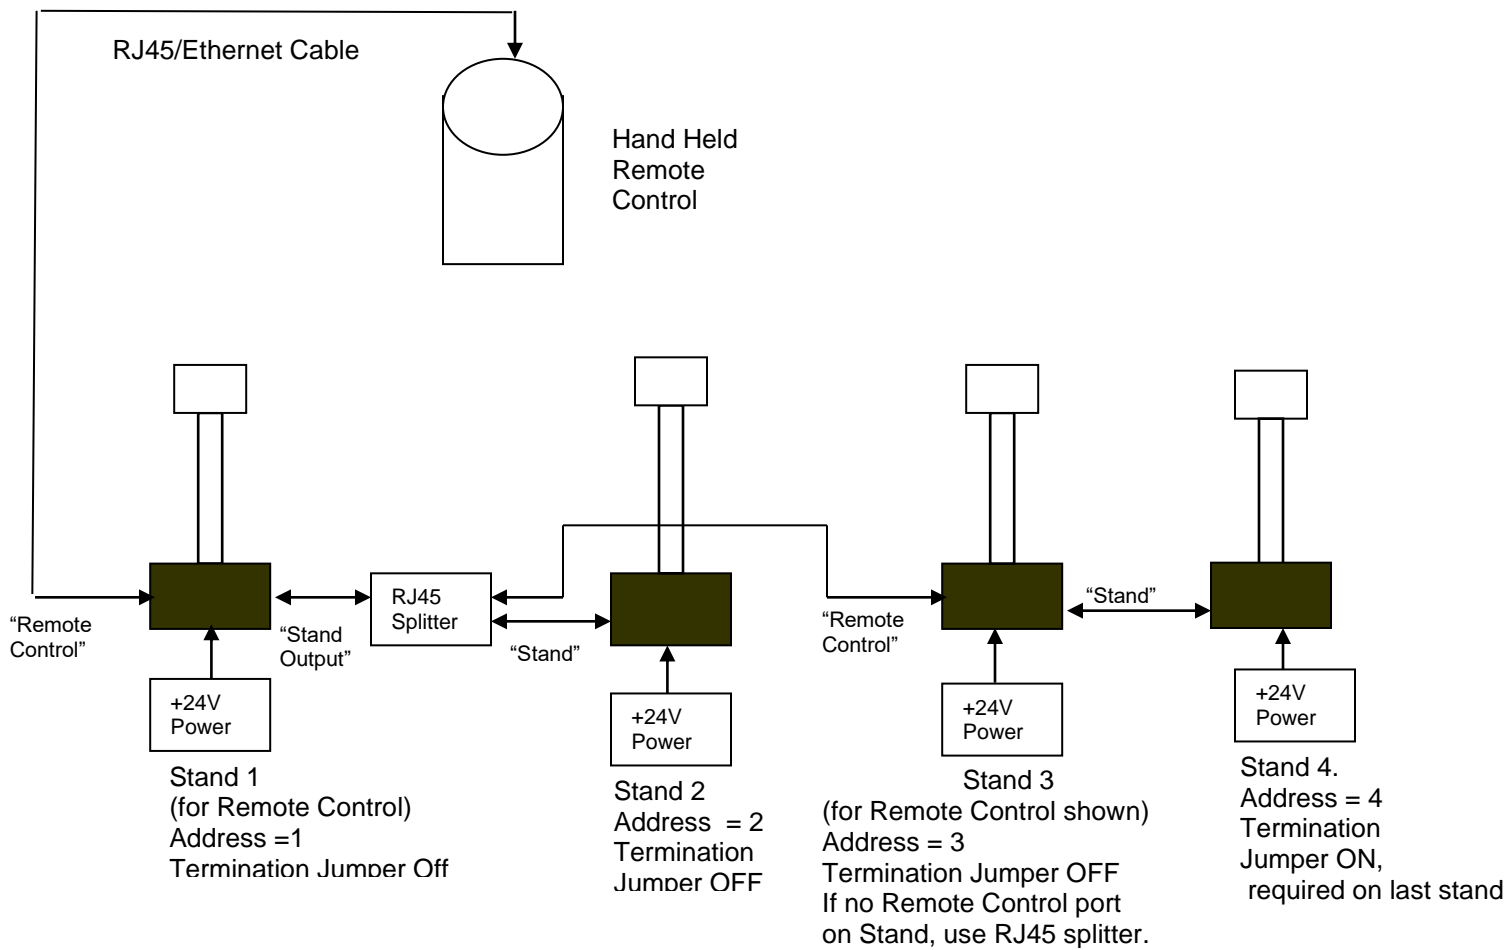 RJ45/Ethernet Cable
Hand Held
Remote
Control
“Remote
Control”
“Stand
Output”
RJ45
Splitter
“Stand”
“Remote
Control”
“Stand”
+24V
Power
+24V
Power
+24V
Power
+24V
Power
Stand 1
(for Remote Control)
Address =1
Termination Jumper Off
Stand 2
Address = 2
Termination
Jumper OFF
Stand 3
(for Remote Control shown)
Address = 3
Termination Jumper OFF
If no Remote Control port
on Stand, use RJ45 splitter.
Stand 4.
Address = 4
Termination
Jumper ON,
required on last stand